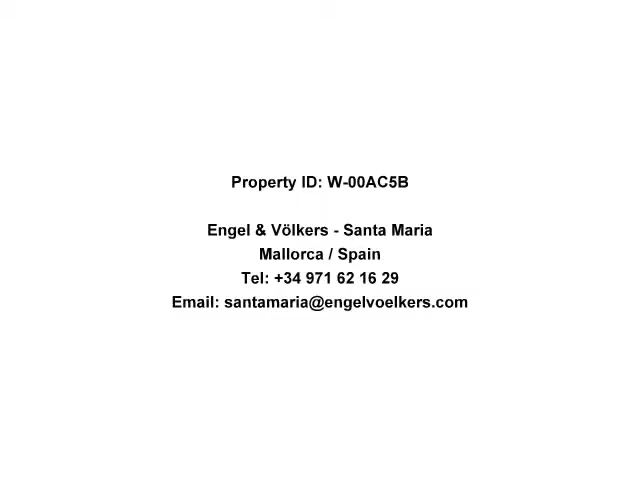 Property ID: W-00AC5B
Engel & Völkers - Santa Maria
Mallorca / Spain
Tel: +34 971 62 16 29
Email: santamaria@engelvoelkers.com